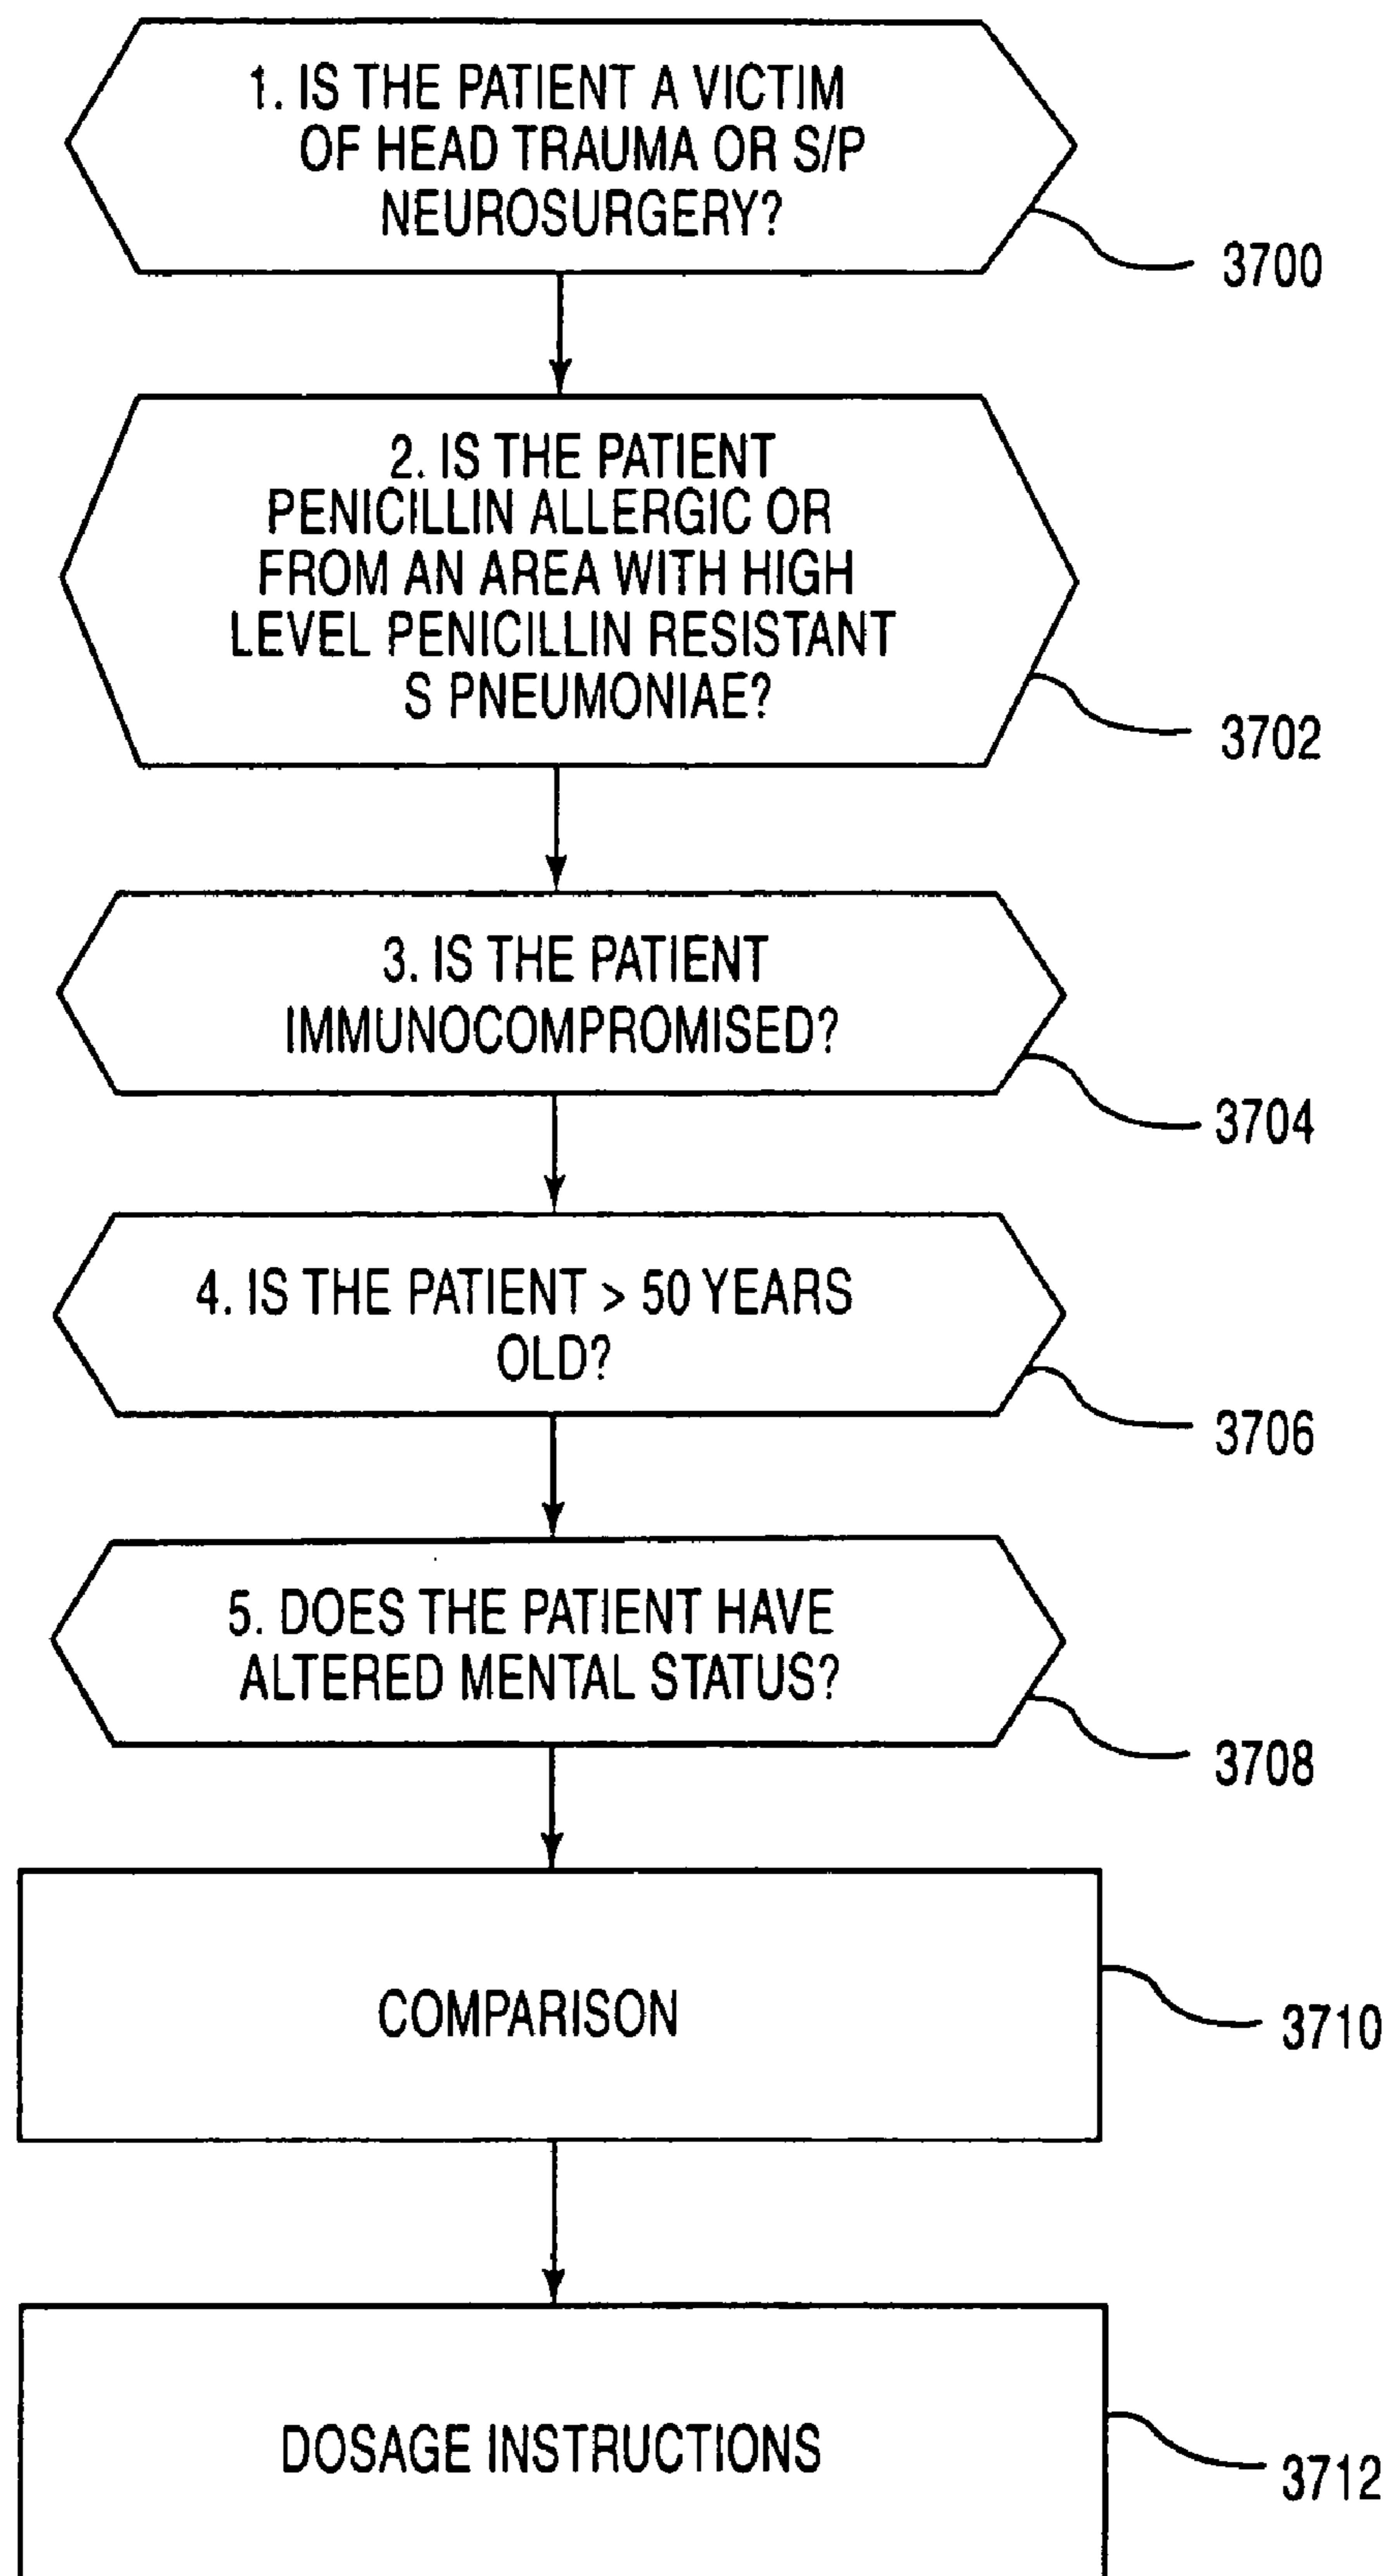 1. IS THE PATIENT A VICTIM
OF HEAD TRAUMA OR S/P
NEUROSURGERY?
3700
2. IS THE PATIENT
PENICILLIN ALLERGIC OR
FROM AN AREA WITH HIGH
LEVEL PENICILLIN RESISTANT
S PNEUMONIAE?
3702
3. IS THE PATIENT
IMMUNOCOMPROMISED?
3704
4. IS THE PATIENT > 50 YEARS
OLD?
3706
5. DOES THE PATIENT HAVE
ALTERED MENTAL STATUS?
3708
COMPARISON
3710
DOSAGE INSTRUCTIONS
3712